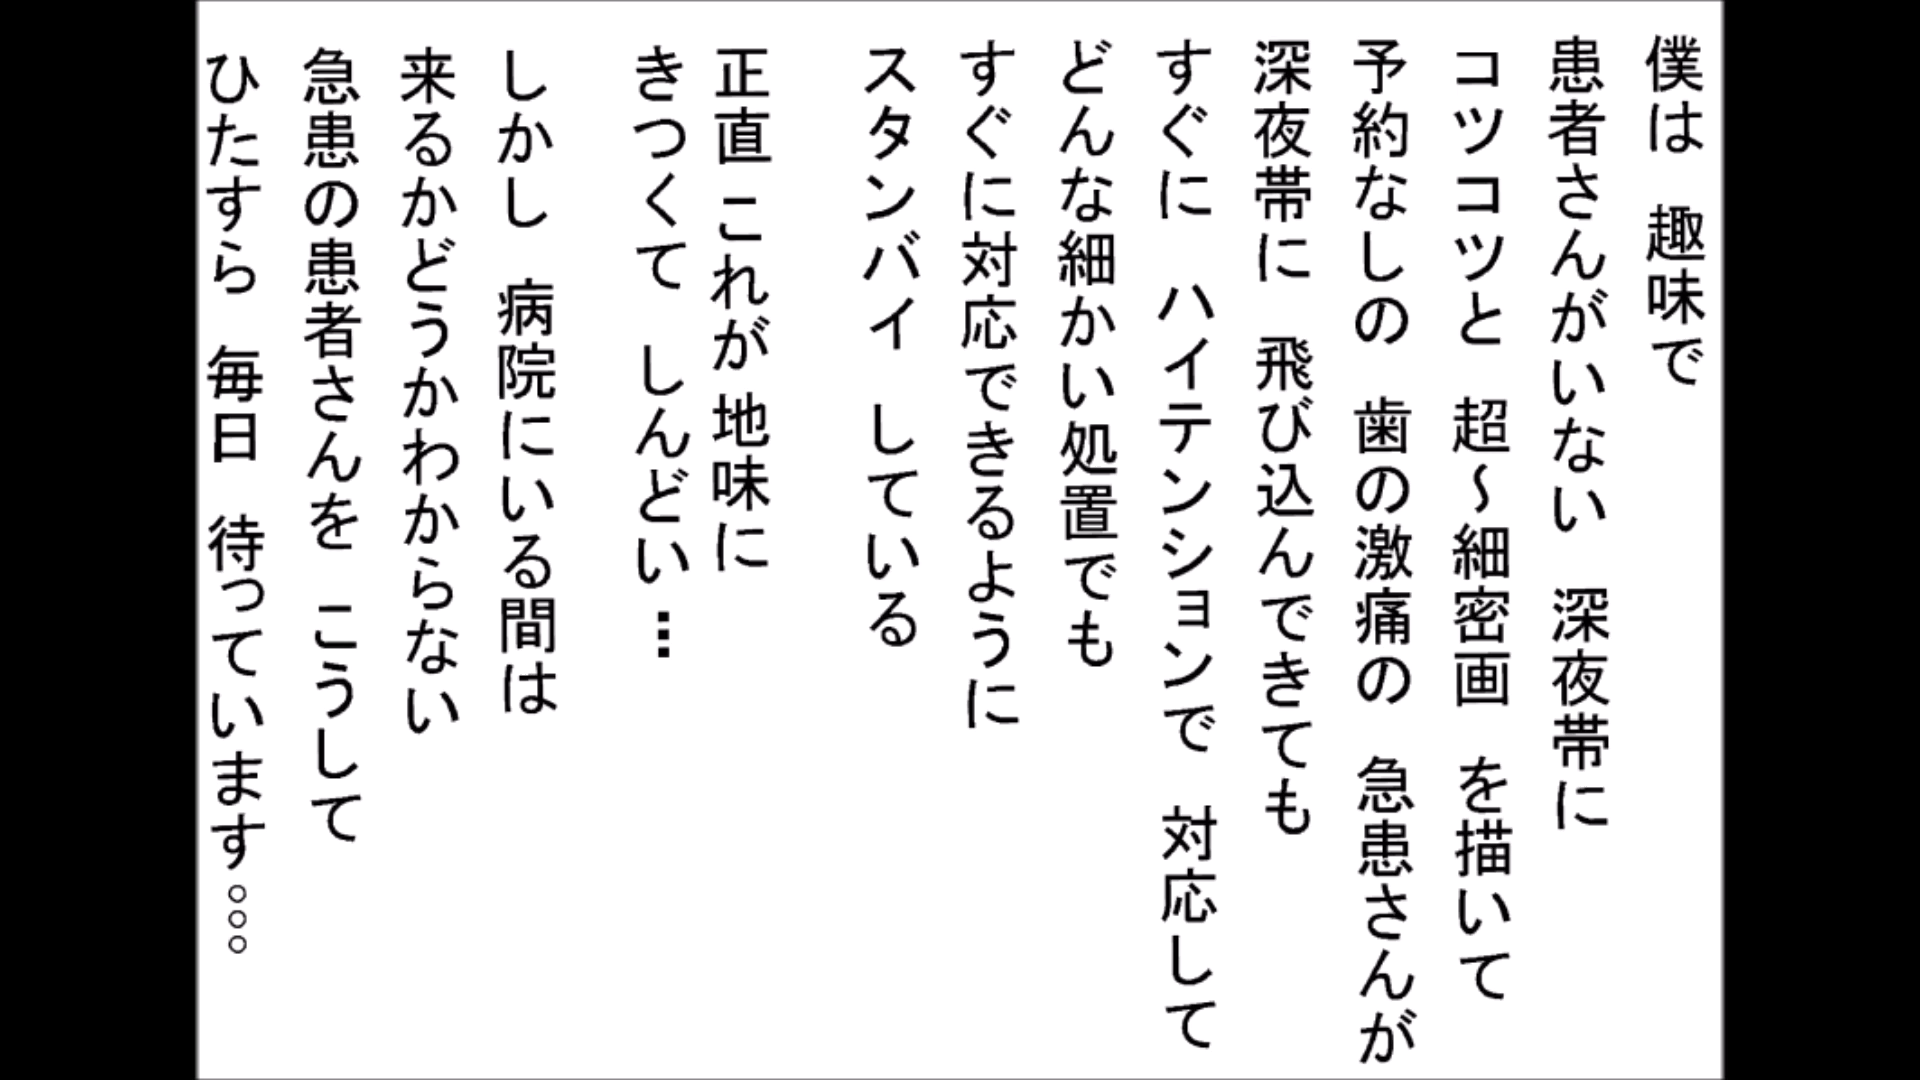 僕は 趣味で
患者さんがいない 深夜帯に
コツコツと 超～細密画 を描いて
予約なしの 歯の激痛の 急患さんが
深夜帯に 飛び込んできても
すぐに ハイテンションで 対応して
どんな細かい処置でも
すぐに対応できるように
スタンバイ している
正直 これが 地味に
きつくて しんどい…
しかし 病院にいる間は
来るかどうかわからない
急患の患者さんを こうして
ひたすら 毎日 待っています。。。